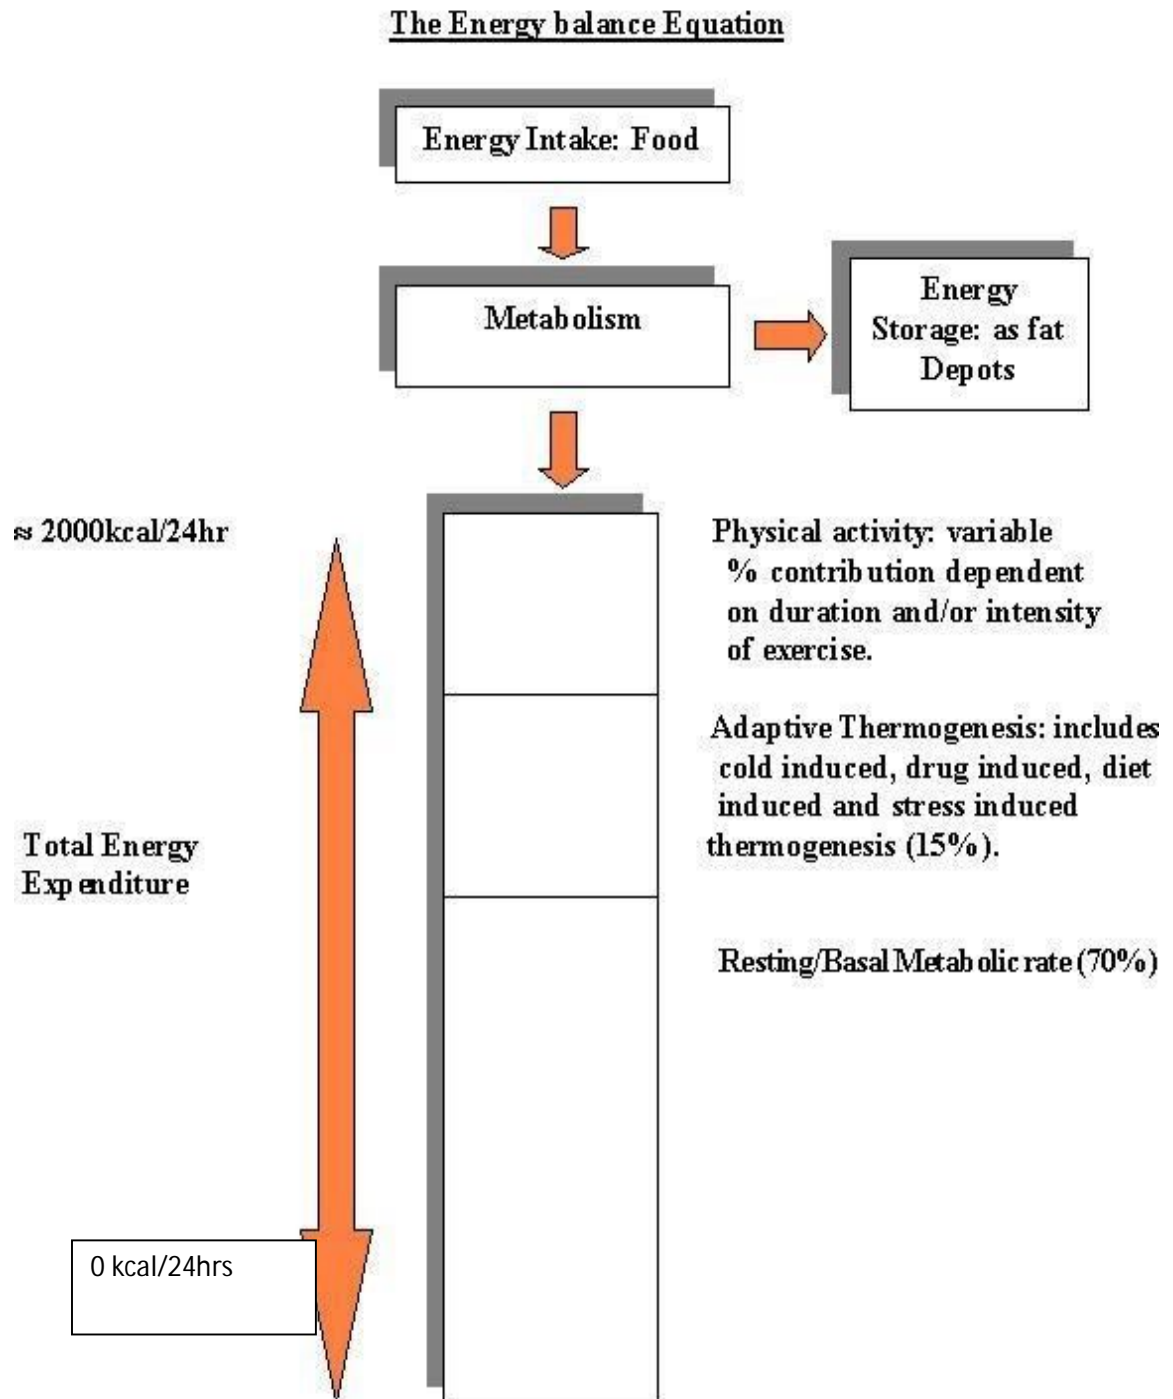 The Energy balance Equation
Energy Intake: Food
Metabolism
Energy
Storage: as fat
Depots
≈ 2000kcal/24hr
Physical activity: variable
% contribution dependent
on duration and/or intensity
of exercise.
Adaptive Thermogenesis: includes
cold induced, drug induced, diet
induced and stress induced
thermogenesis (15%).
Total Energy
Expenditure
Resting/Basal Metabolic rate (70%)
0 kcal/24hrs